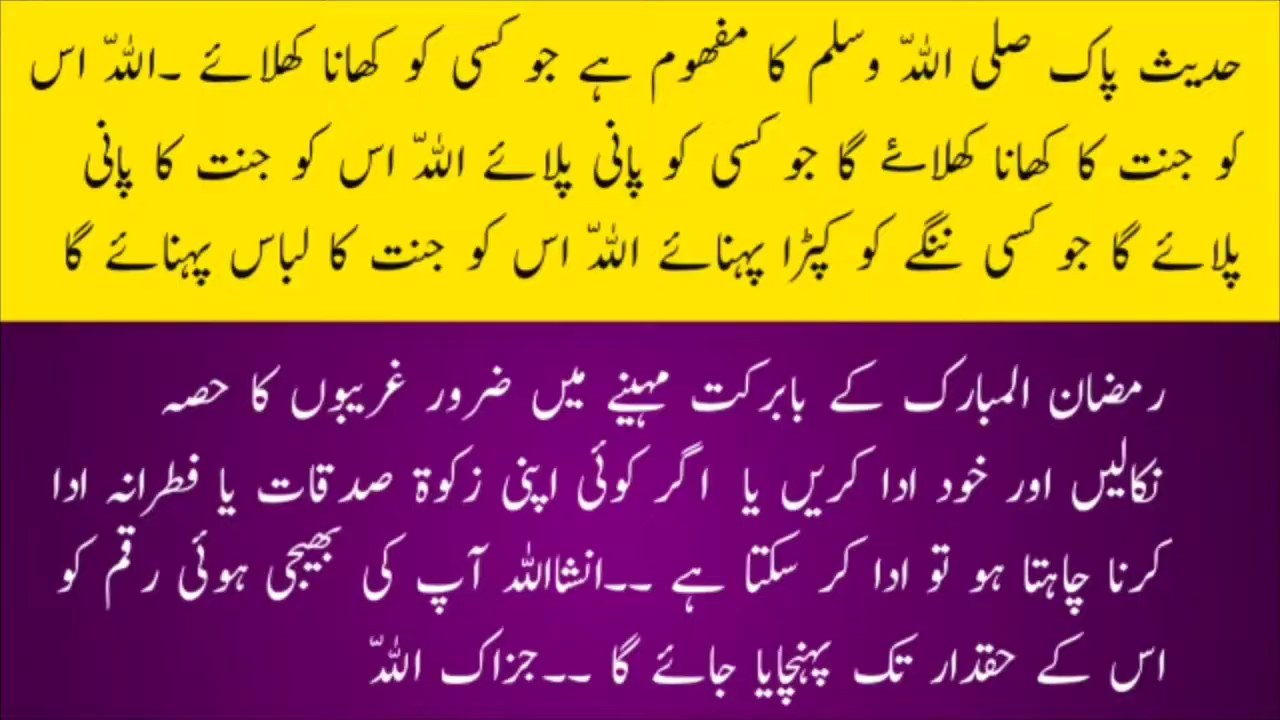 حدیث پاک صلی اللہ وسلم کا مفھوم ہے جو کسی کو کھانا کھلائے ۔اللہ اس
کو جنت کا کھانا کھلائے گا جو کسی کو پانی پلائے اللہ اس کو جنت کا پانی
پلائے گا جو کسی ننگے کو کپڑا پہنائے اللہ اس کو جنت کا لباس پہنائے گا
رمضان المبارک کے بابرکت مہینے میں ضرور غریبوں کا حصہ
نکالیں اور خود ادا کریں یا اگر کوئی اپنی زکوۃ صدقات یا فطرانہ ادا
کرنا چاہتا ہو تو ادا کر سکتا ہے ۔۔انشااللہ آپ کی بھیجی ہوئی رقم کو
اس کے حقدار تک پہنچایا جائے گا ۔۔جزاک اللہ